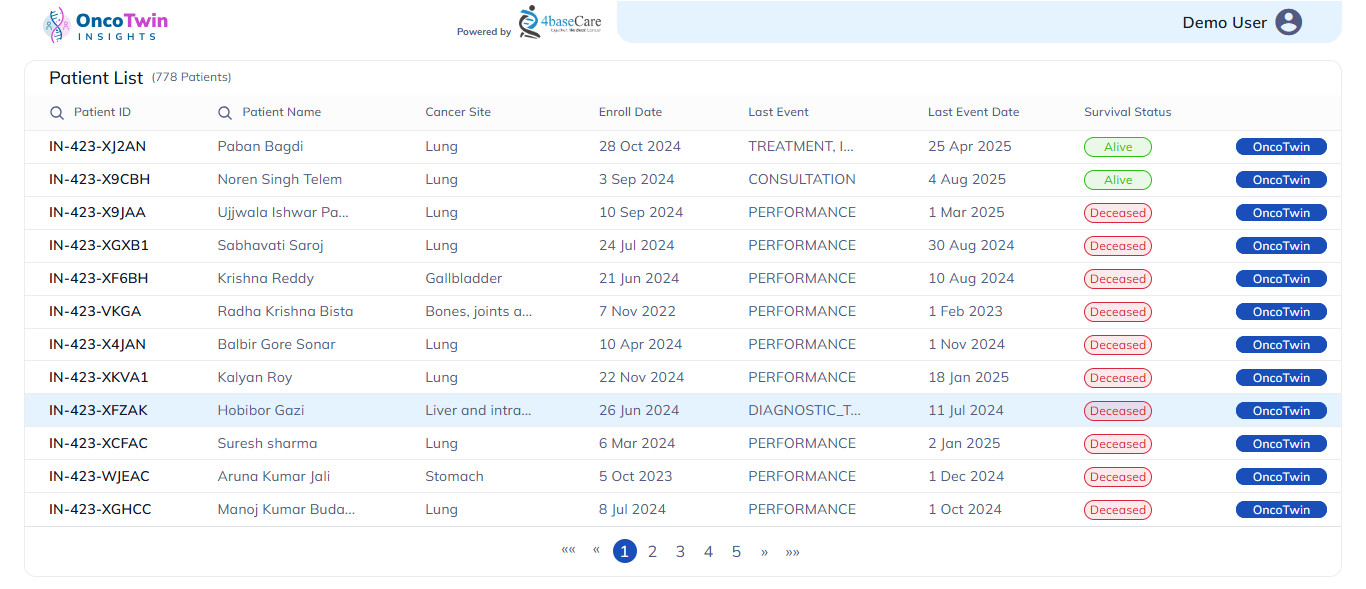 OncoTwin
INSIGHTS
Powered by 4baseCare
Demo User
Patient List (778 Patients)
Patient ID Patient Name Cancer Site Enroll Date Last Event Last Event Date Survival Status
IN-423-XJ2AN Paban Bagdi Lung 28 Oct 2024 TREATMENT, I... 25 Apr 2025 Alive OncoTwin
IN-423-X9CBH Noren Singh Telem Lung 3 Sep 2024 CONSULTATION 4 Aug 2025 Alive OncoTwin
IN-423-X9JAA Ujjwala Ishwar Pa... Lung 10 Sep 2024 PERFORMANCE 1 Mar 2025 Deceased OncoTwin
IN-423-XGXB1 Sabhavati Saroj Lung 24 Jul 2024 PERFORMANCE 30 Aug 2024 Deceased OncoTwin
IN-423-XF6BH Krishna Reddy Gallbladder 21 Jun 2024 PERFORMANCE 10 Aug 2024 Deceased OncoTwin
IN-423-VKGA Radha Krishna Bista Bones, joints a... 7 Nov 2022 PERFORMANCE 1 Feb 2023 Deceased OncoTwin
IN-423-X4JAN Balbir Gore Sonar Lung 10 Apr 2024 PERFORMANCE 1 Nov 2024 Deceased OncoTwin
IN-423-XKVA1 Kalyan Roy Lung 22 Nov 2024 PERFORMANCE 18 Jan 2025 Deceased OncoTwin
IN-423-XFZAK Hobibor Gazi Liver and intra... 26 Jun 2024 DIAGNOSTIC_T... 11 Jul 2024 Deceased OncoTwin
IN-423-XCFAC Suresh sharma Lung 6 Mar 2024 PERFORMANCE 2 Jan 2025 Deceased OncoTwin
IN-423-WJEAC Aruna Kumar Jali Stomach 5 Oct 2023 PERFORMANCE 1 Dec 2024 Deceased OncoTwin
IN-423-XGHCC Manoj Kumar Buda... Lung 8 Jul 2024 PERFORMANCE 1 Oct 2024 Deceased OncoTwin
«« « 1 2 3 4 5 » »»